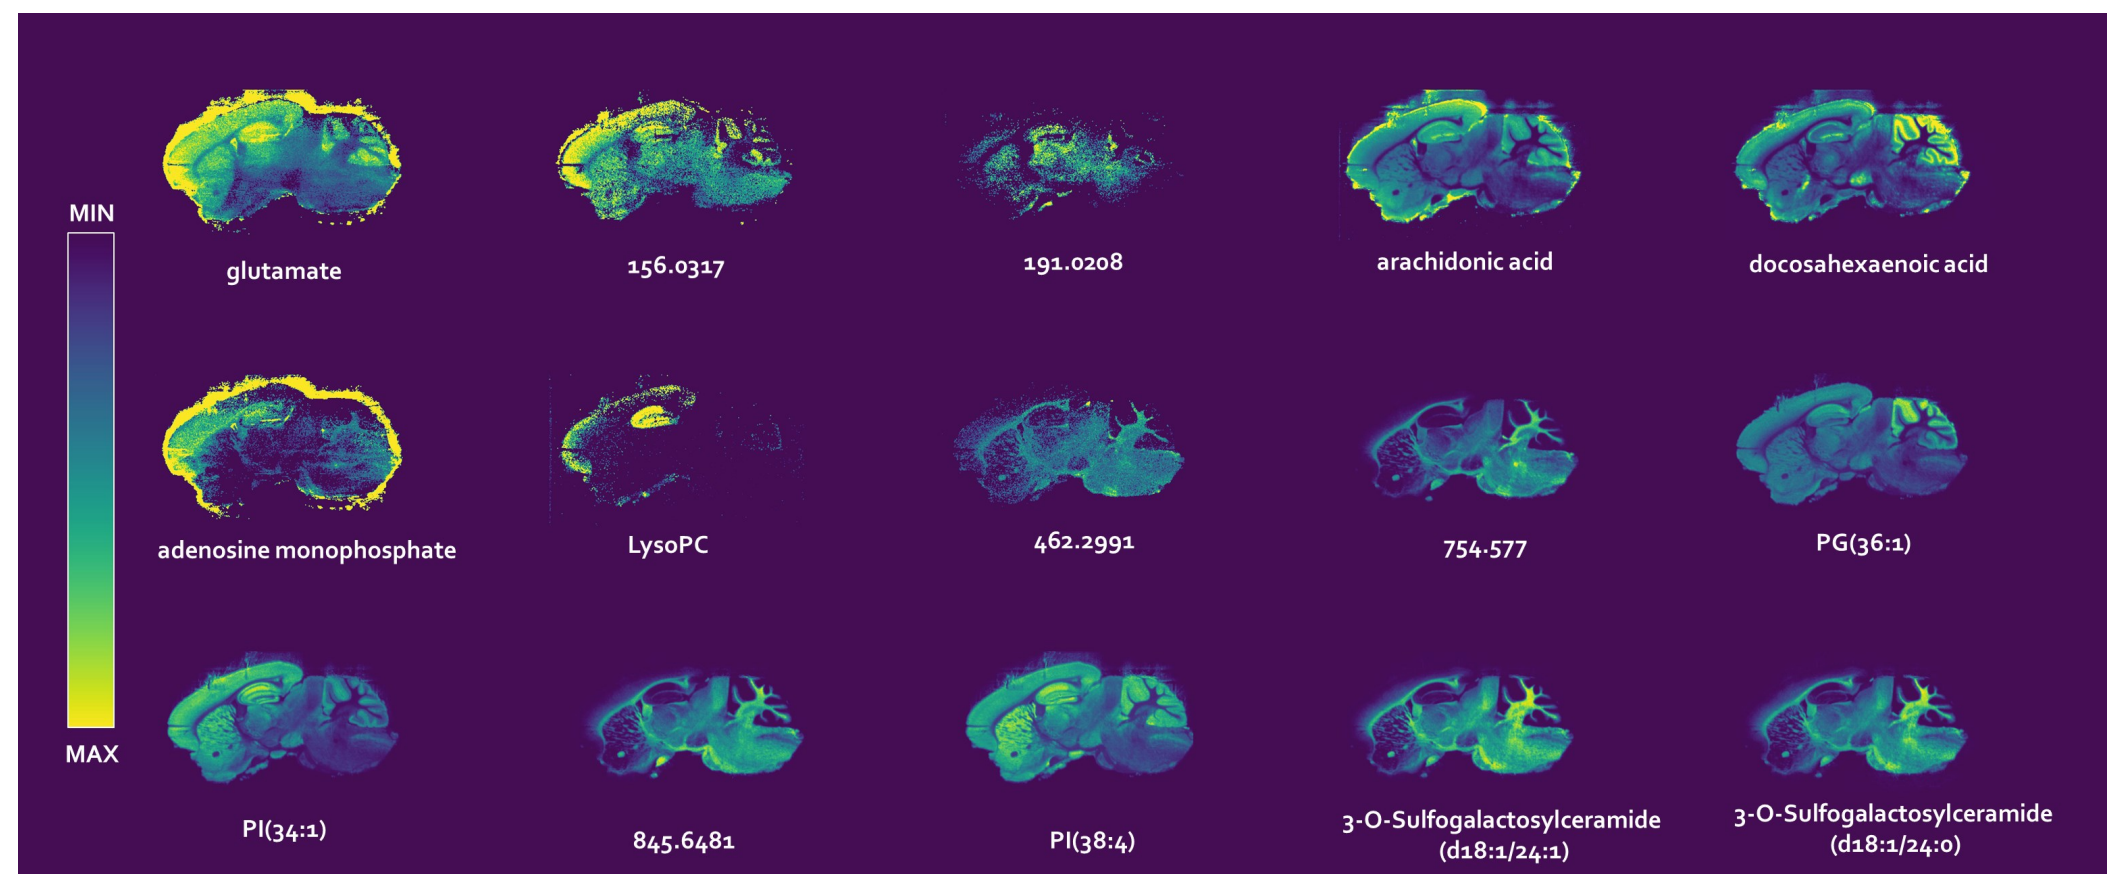 MIN
MAX
glutamate
156.0317
191.0208
arachidonic acid
docosahexaenoic acid
adenosine monophosphate
LysoPC
462.2991
754.577
PG(36:1)
PI(34:1)
845.6481
PI(38:4)
3-O-Sulfogalactosylceramide
(d18:1/24:1)
3-O-Sulfogalactosylceramide
(d18:1/24:0)